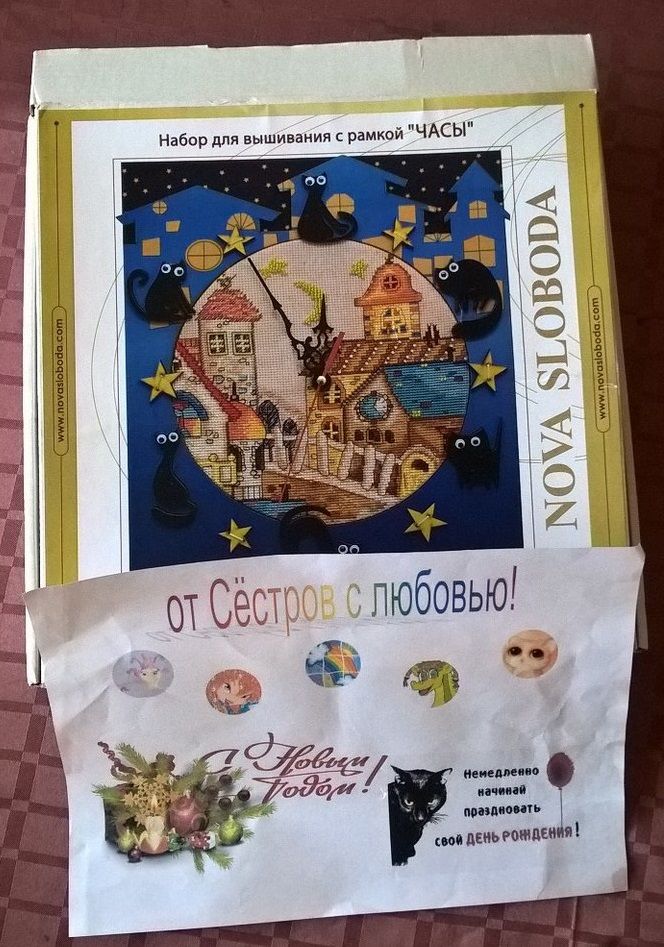 Набор для вышивания с рамкой "ЧАСЫ"
NOVA SLOBODA
www.novasloboda.com
www.novasloboda.com
от Сёстров с любовью!
С Новым
Годом!
Немедленно
начинай
праздновать
свой ДЕНЬ РОЖДЕНИЯ!